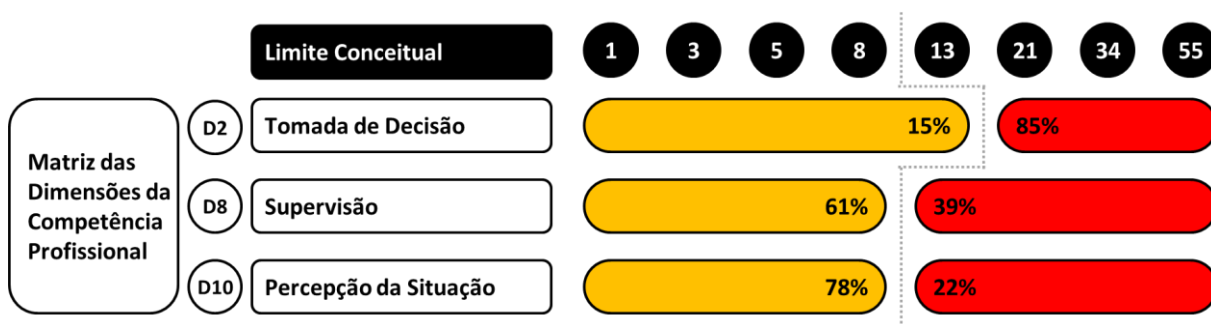 Limite Conceitual 1 3 5 8 13 21 34 55
Matriz das
Dimensões da
Competência
Profissional
D2 Tomada de Decisão 15% 85%
D8 Supervisão 61% 39%
D10 Percepção da Situação 78% 22%